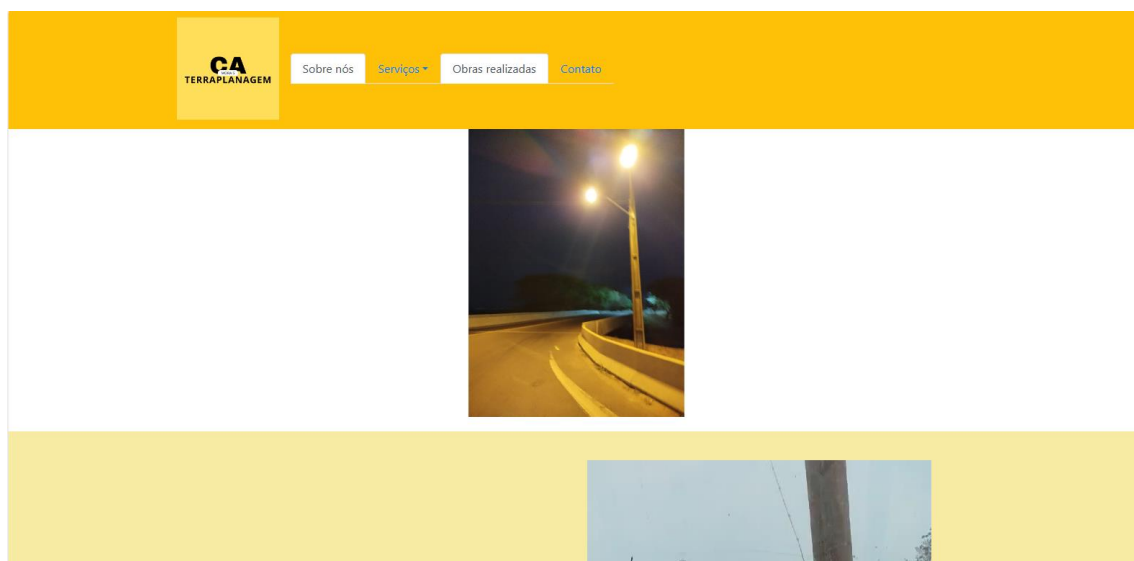 CA
TERRAPLANAGEM
Sobre nós
Serviços
Obras realizadas
Contato